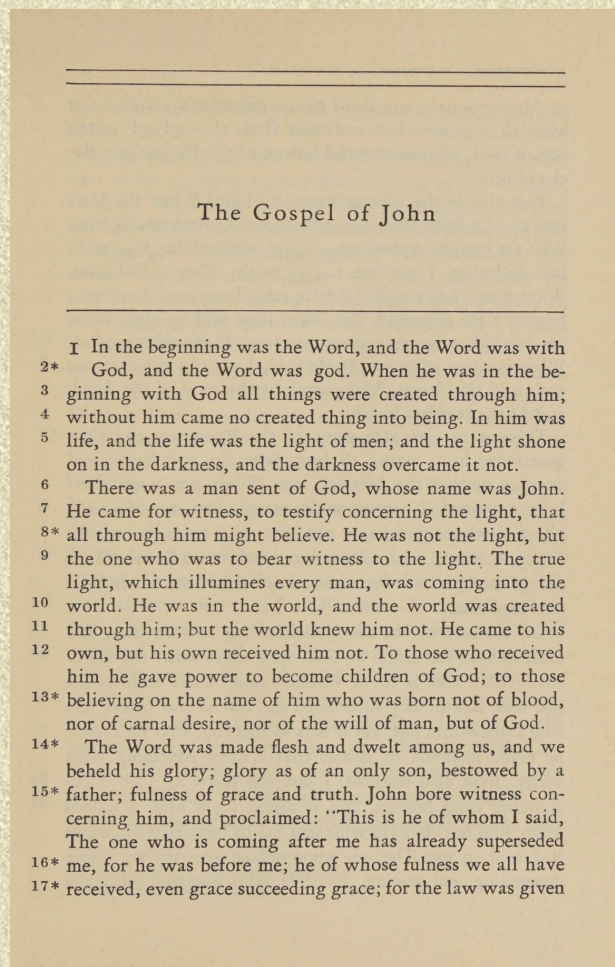 The Gospel of John
1 In the beginning was the Word, and the Word was with
2* God, and the Word was god. When he was in the be-
3 ginning with God all things were created through him;
4 without him came no created thing into being. In him was
5 life, and the life was the light of men; and the light shone
on in the darkness, and the darkness overcame it not.
6 There was a man sent of God, whose name was John.
7 He came for witness, to testify concerning the light, that
8* all through him might believe. He was not the light, but
9 the one who was to bear witness to the light. The true
light, which illumines every man, was coming into the
10 world. He was in the world, and the world was created
11 through him; but the world knew him not. He came to his
12 own, but his own received him not. To those who received
him he gave power to become children of God; to those
13* believing on the name of him who was born not of blood,
nor of carnal desire, nor of the will of man, but of God.
14* The Word was made flesh and dwelt among us, and we
beheld his glory; glory as of an only son, bestowed by a
15* father; fulness of grace and truth. John bore witness con-
cerning him, and proclaimed: "This is he of whom I said,
The one who is coming after me has already superseded
16* me, for he was before me; he of whose fulness we all have
17* received, even grace succeeding grace; for the law was given